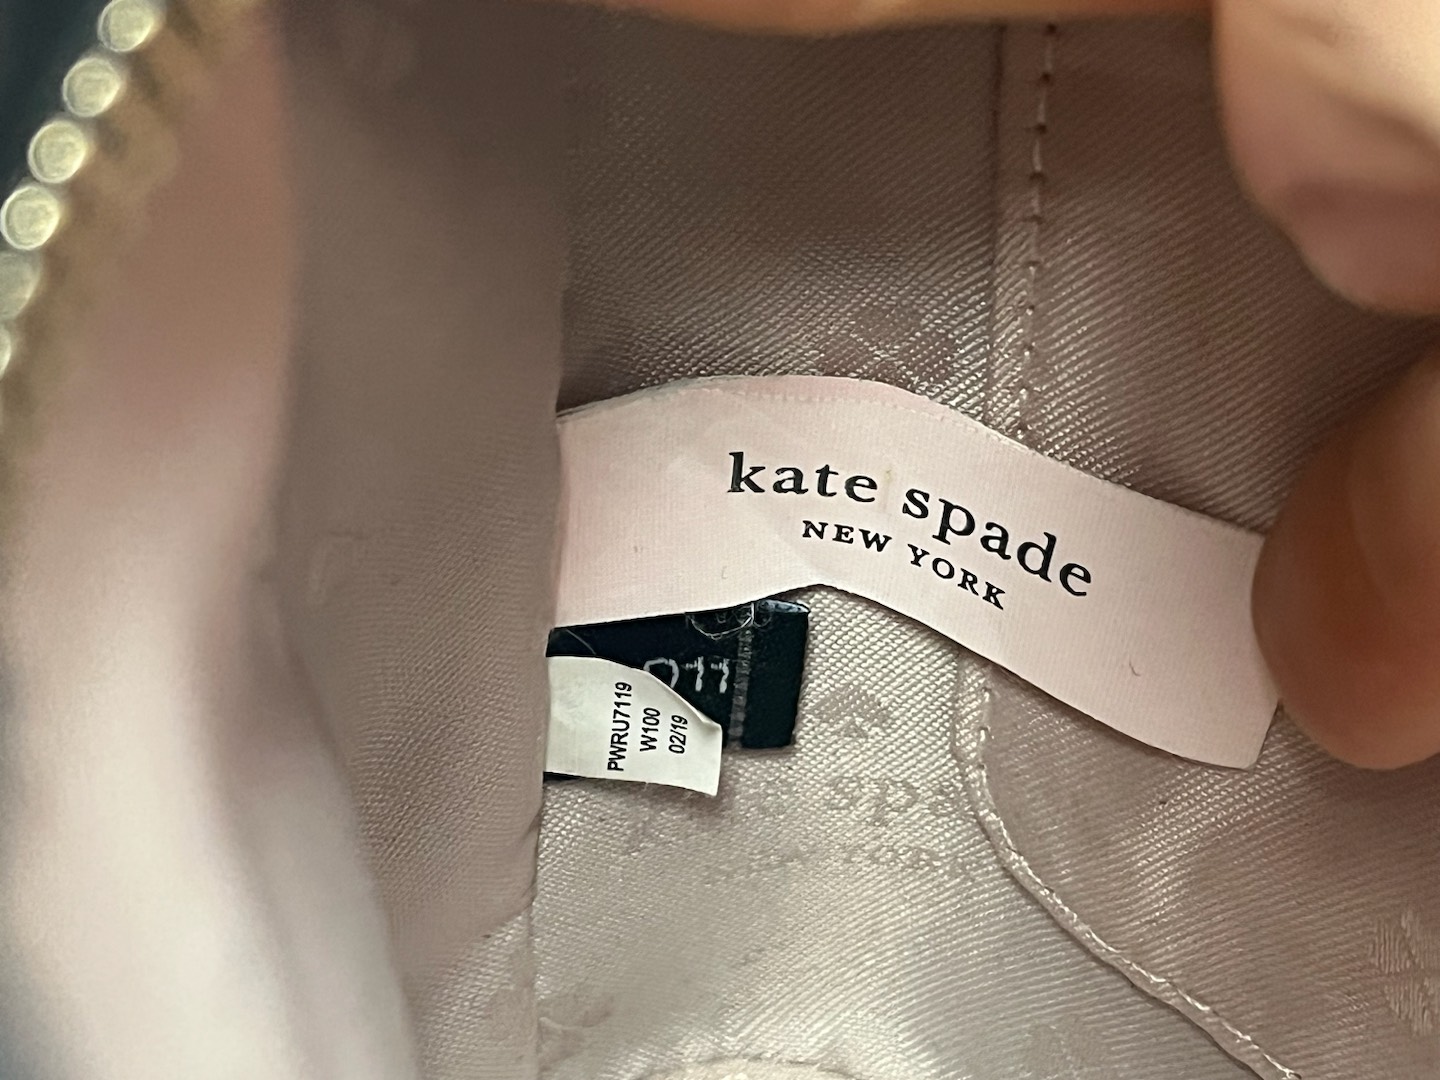 kate spade
NEW YORK
PWRU7119
W100
02/19